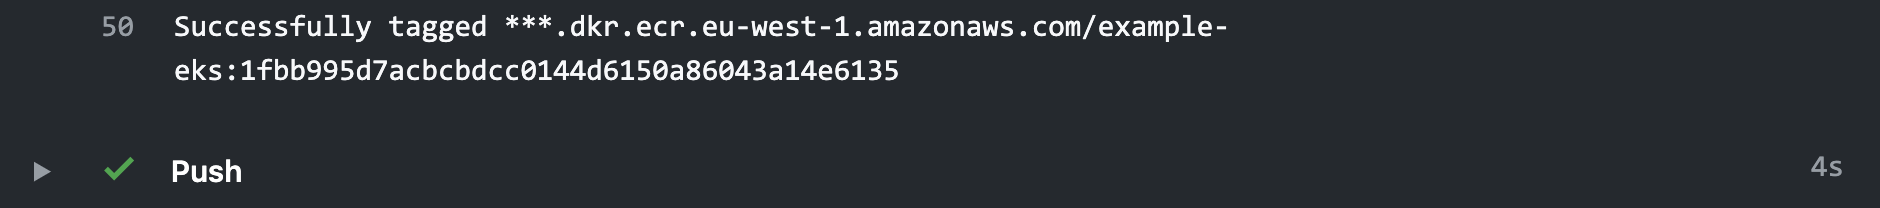 50 Successfully tagged ***.dkr.ecr.eu-west-1.amazonaws.com/example-
eks:1fbb995d7acbcbdcc0144d6150a86043a14e6135
Push 4s